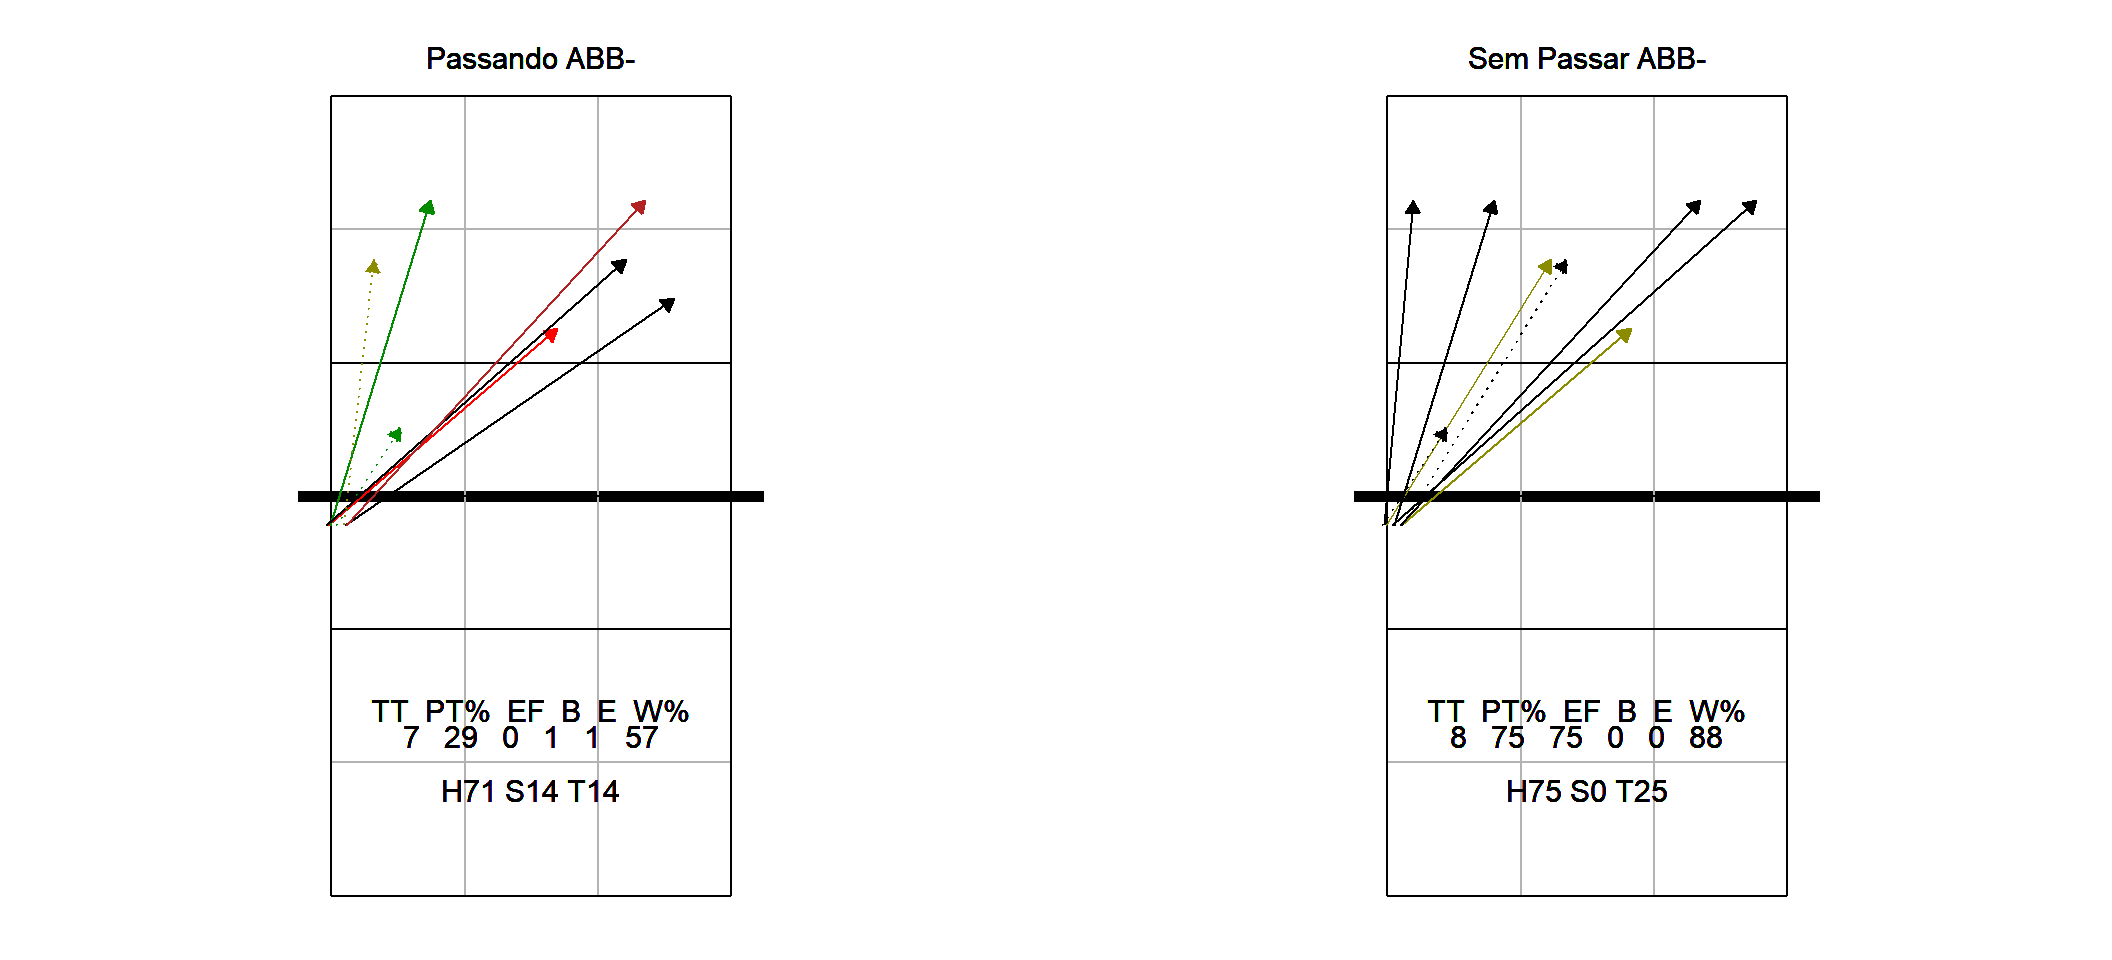 Passando ABB-
TT PT% EF B E W%
7 29 0 1 1 57
H71 S14 T14
Sem Passar ABB-
TT PT% EF B E W%
8 75 75 0 0 88
H75 S0 T25